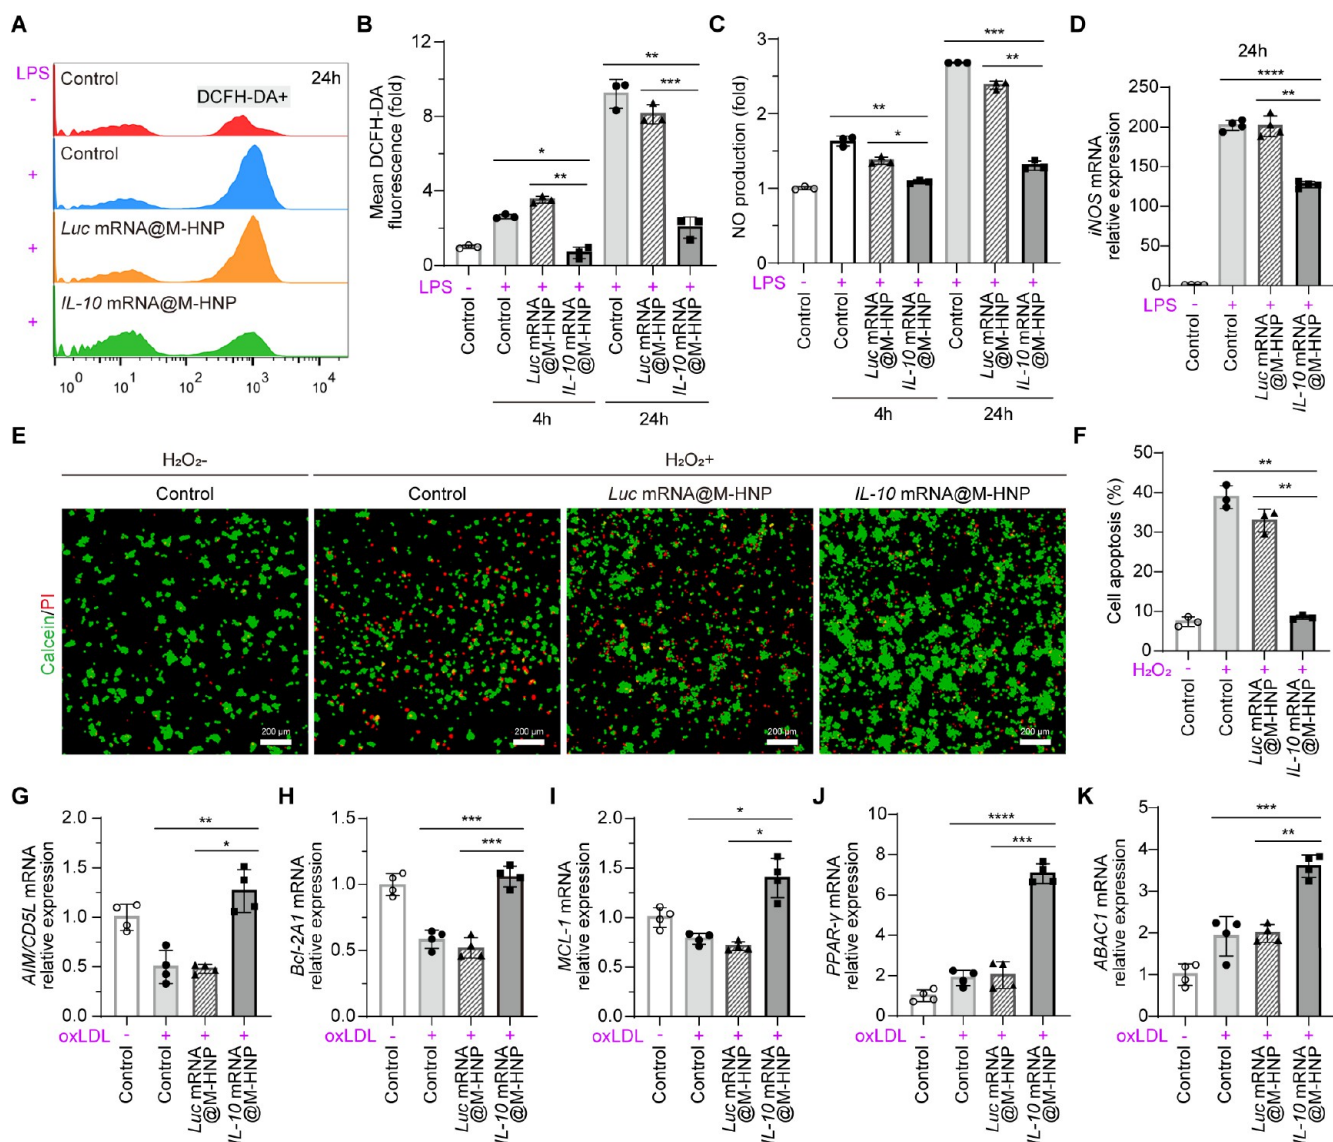 A
LPS
Control
24h
-
DCFH-DA+
Control
+
Luc mRNA@M-HNP
+
IL-10 mRNA@M-HNP
+
10⁰ 10¹ 10² 10³ 10⁴
B
Mean DCFH-DA
fluorescence (fold)
12
8
4
0
**
***
*
**
LPS - + + + + + +
Control
Control
Luc mRNA
@M-HNP
IL-10 mRNA
@M-HNP
Control
Luc mRNA
@M-HNP
IL-10 mRNA
@M-HNP
4h
24h
C
NO production (fold)
3
2
1
0
***
**
**
*
LPS - + + + + + +
Control
Control
Luc mRNA
@M-HNP
IL-10 mRNA
@M-HNP
Control
Luc mRNA
@M-HNP
IL-10 mRNA
@M-HNP
4h
24h
D
24h
iNOS mRNA
relative expression
250
200
150
100
50
0
****
**
LPS - + + +
Control
Control
Luc mRNA
@M-HNP
IL-10 mRNA
@M-HNP
E
H₂O₂-
H₂O₂+
Control
Control
Luc mRNA@M-HNP
IL-10 mRNA@M-HNP
Calcein/PI
200 μm
200 μm
200 μm
200 μm
F
Cell apoptosis (%)
50
40
30
20
10
0
**
**
H₂O₂ - + + +
Control
Control
Luc mRNA
@M-HNP
IL-10 mRNA
@M-HNP
G
AIM/CD5L mRNA
relative expression
2.0
1.5
1.0
0.5
0.0
**
*
oxLDL - + + +
Control
Control
Luc mRNA
@M-HNP
IL-10 mRNA
@M-HNP
H
Bcl-2A1 mRNA
relative expression
1.5
1.0
0.5
0.0
***
***
oxLDL - + + +
Control
Control
Luc mRNA
@M-HNP
IL-10 mRNA
@M-HNP
I
MCL-1 mRNA
relative expression
2.0
1.5
1.0
0.5
0.0
*
*
oxLDL - + + +
Control
Control
Luc mRNA
@M-HNP
IL-10 mRNA
@M-HNP
J
PPAR-γ mRNA
relative expression
10
8
6
4
2
0
****
***
oxLDL - + + +
Control
Control
Luc mRNA
@M-HNP
IL-10 mRNA
@M-HNP
K
ABAC1 mRNA
relative expression
5
4
3
2
1
0
***
**
oxLDL - + + +
Control
Control
Luc mRNA
@M-HNP
IL-10 mRNA
@M-HNP